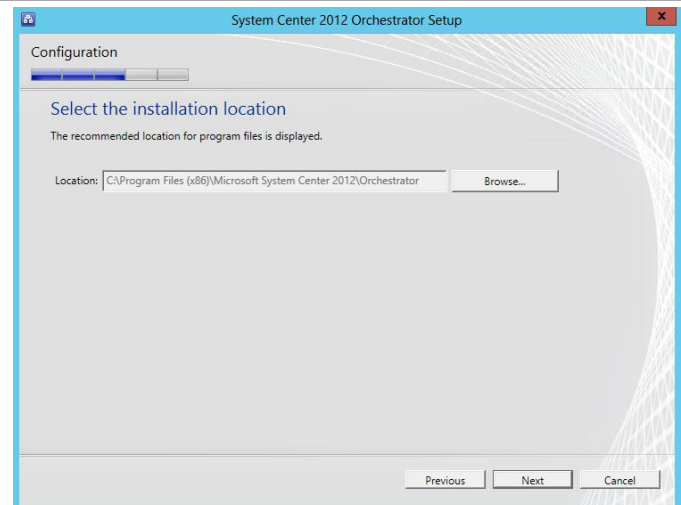 System Center 2012 Orchestrator Setup
x
Configuration
Select the installation location
The recommended location for program files is displayed.
Location: C:\Program Files (x86)\Microsoft System Center 2012\Orchestrator Browse...
Previous Next Cancel